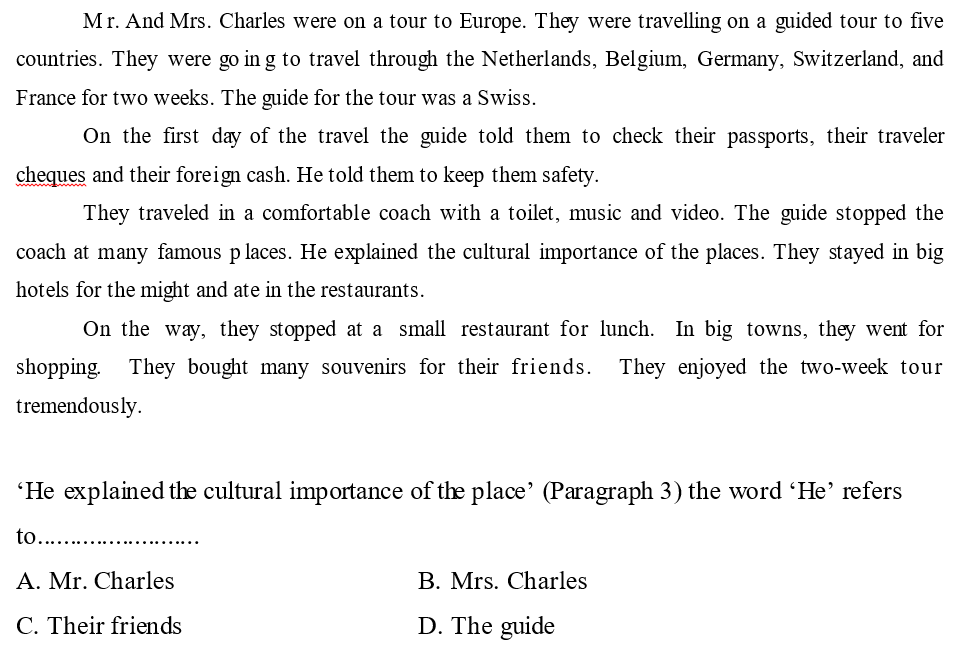 Mr. And Mrs. Charles were on a tour to Europe. They were travelling on a guided tour to five
countries. They were going to travel through the Netherlands, Belgium, Germany, Switzerland, and
France for two weeks. The guide for the tour was a Swiss.
On the first day of the travel the guide told them to check their passports, their traveler
cheques and their foreign cash. He told them to keep them safety.
They traveled in a comfortable coach with a toilet, music and video. The guide stopped the
coach at many famous places. He explained the cultural importance of the places. They stayed in big
hotels for the might and ate in the restaurants.
On the way, they stopped at a small restaurant for lunch. In big towns, they went for
shopping. They bought many souvenirs for their friends. They enjoyed the two-week tour
tremendously.
‘He explained the cultural importance of the place’ (Paragraph 3) the word ‘He’ refers
to.........................
A. Mr. Charles B. Mrs. Charles
C. Their friends D. The guide